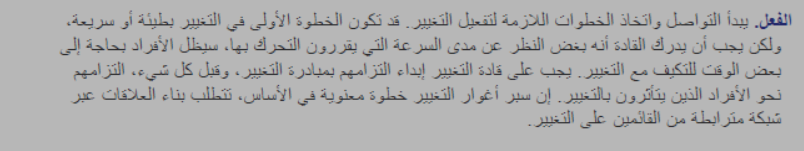 الفعل. يبدأ التواصل واتخاذ الخطوات اللازمة لتفعيل التغيير. قد تكون الخطوة الأولى في التغيير بطيئة أو سريعة،
ولكن يجب أن يدرك القادة أنه بغض النظر عن مدى السرعة التي يقررون التحرك بها، سيظل الأفراد بحاجة إلى
بعض الوقت للتكيف مع التغيير. يجب على قادة التغيير إبداء التزامهم بمبادرة التغيير، وقبل كل شيء، التزامهم
نحو الأفراد الذين يتأثرون بالتغيير. إن سبر أغوار التغيير خطوة معنوية في الأساس، تتطلب بناء العلاقات عبر
شبكة مترابطة من القائمين على التغيير.